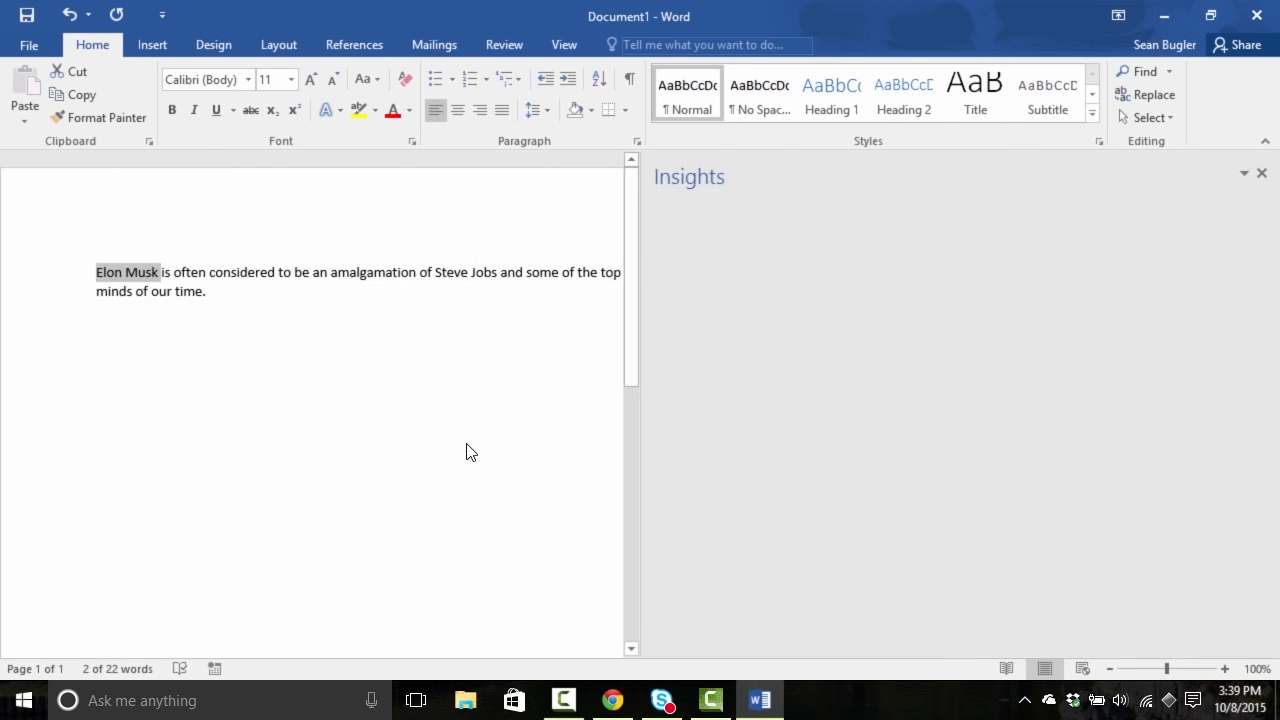 Document1 - Word
File Home Insert Design Layout References Mailings Review View Tell me what you want to do... Sean Bugler Share
Paste
Cut
Copy
Format Painter
Clipboard
Calibri (Body) 11 Aa
B I U abc x₂ x² A A
Font
Paragraph
AaBbCcDc AaBbCcDc AaBbCc AaBbCcD AaB AaBbCcD
¶ Normal ¶ No Spac... Heading 1 Heading 2 Title Subtitle
Styles
Find
Replace
Select
Editing
Insights
Elon Musk is often considered to be an amalgamation of Steve Jobs and some of the top
minds of our time.
Page 1 of 1 2 of 22 words 100%
Ask me anything
3:39 PM
10/8/2015